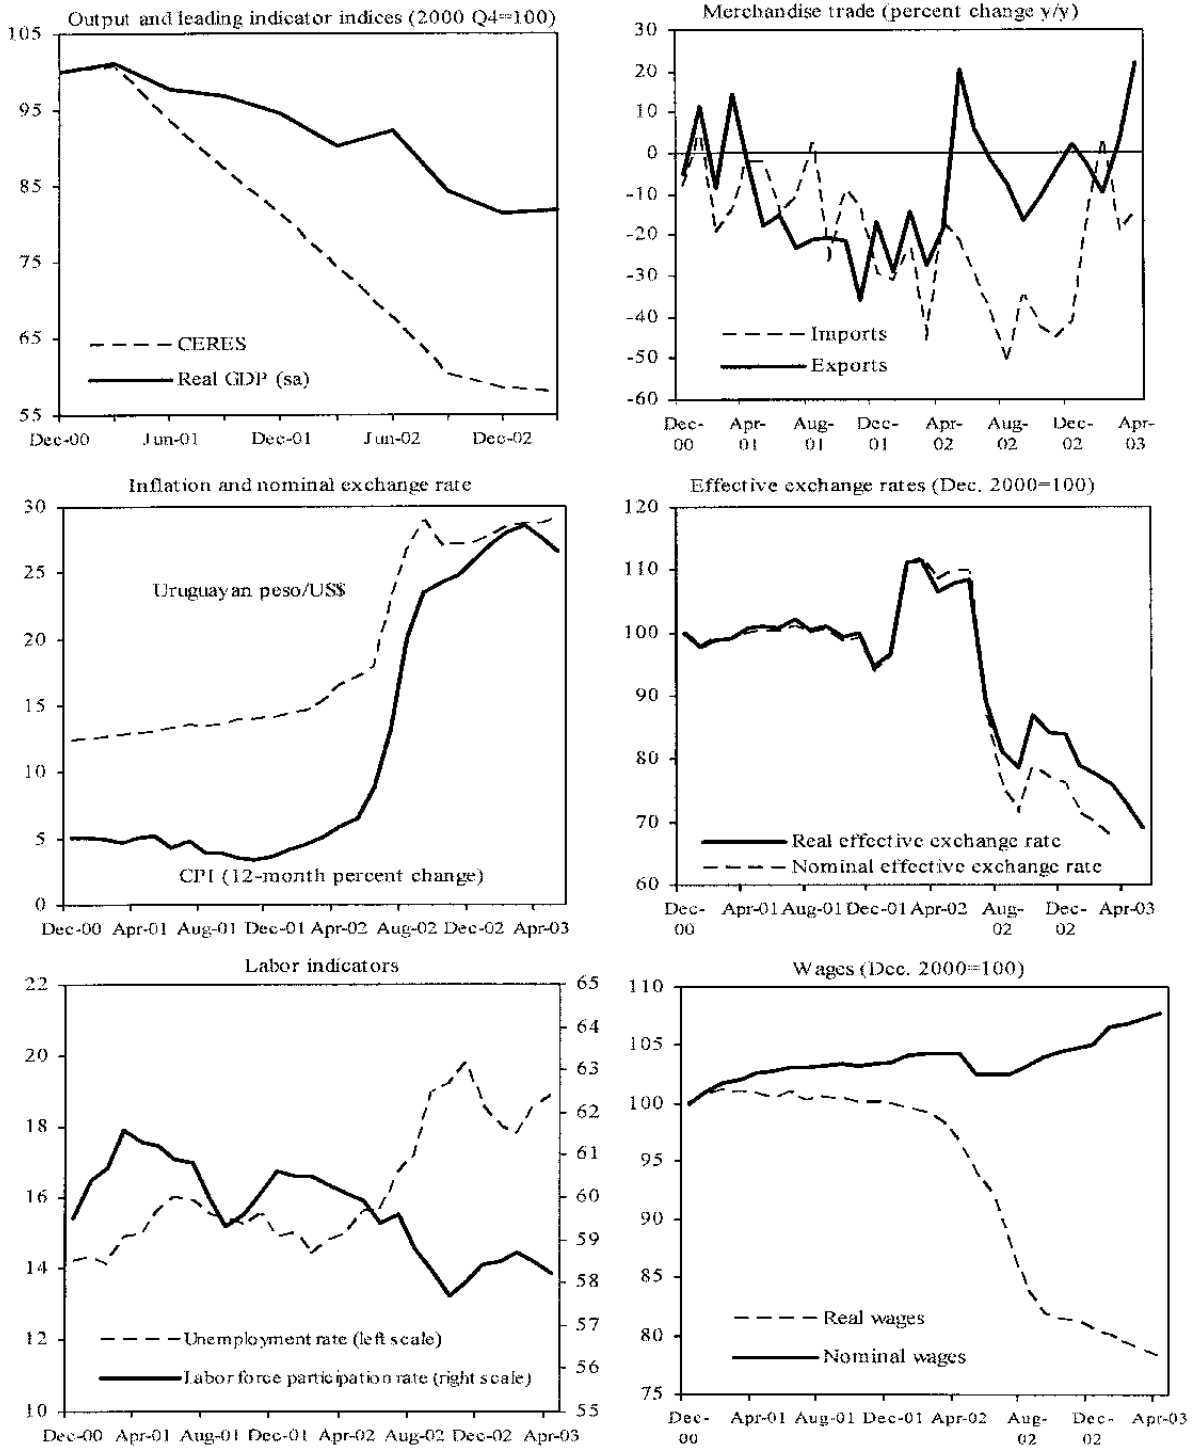 Output and leading indicator indices (2000 Q4=100)
105
95
85
75
65
55
CERES
Real GDP (sa)
Dec-00 Jun-01 Dec-01 Jun-02 Dec-02
Merchandise trade (percent change y/y)
30
20
10
0
-10
-20
-30
-40
-50
-60
Imports
Exports
Dec-00 Apr-01 Aug-01 Dec-01 Apr-02 Aug-02 Dec-02 Apr-03
Inflation and nominal exchange rate
30
25
20
15
10
5
0
Uruguayan peso/US$
CPI (12-month percent change)
Dec-00 Apr-01 Aug-01 Dec-01 Apr-02 Aug-02 Dec-02 Apr-03
Effective exchange rates (Dec. 2000=100)
120
110
100
90
80
70
60
Real effective exchange rate
Nominal effective exchange rate
Dec-00 Apr-01 Aug-01 Dec-01 Apr-02 Aug-02 Dec-02 Apr-03
Labor indicators
22
20
18
16
14
12
10
65
64
63
62
61
60
59
58
57
56
55
Unemployment rate (left scale)
Labor force participation rate (right scale)
Dec-00 Apr-01 Aug-01 Dec-01 Apr-02 Aug-02 Dec-02 Apr-03
Wages (Dec. 2000=100)
110
105
100
95
90
85
80
75
Real wages
Nominal wages
Dec-00 Apr-01 Aug-01 Dec-01 Apr-02 Aug-02 Dec-02 Apr-03